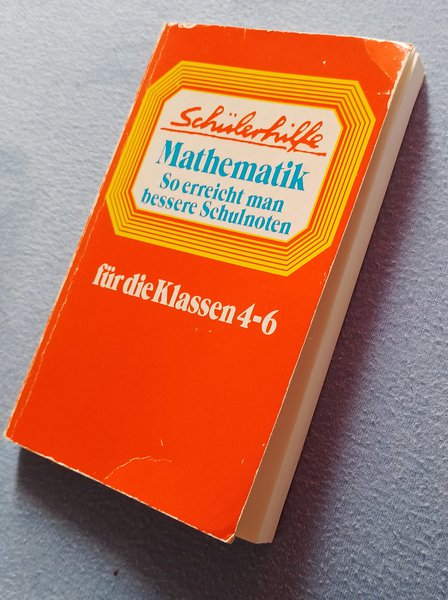 Schülerhilfe
Mathematik
So erreicht man
bessere Schulnoten
für die Klassen 4-6